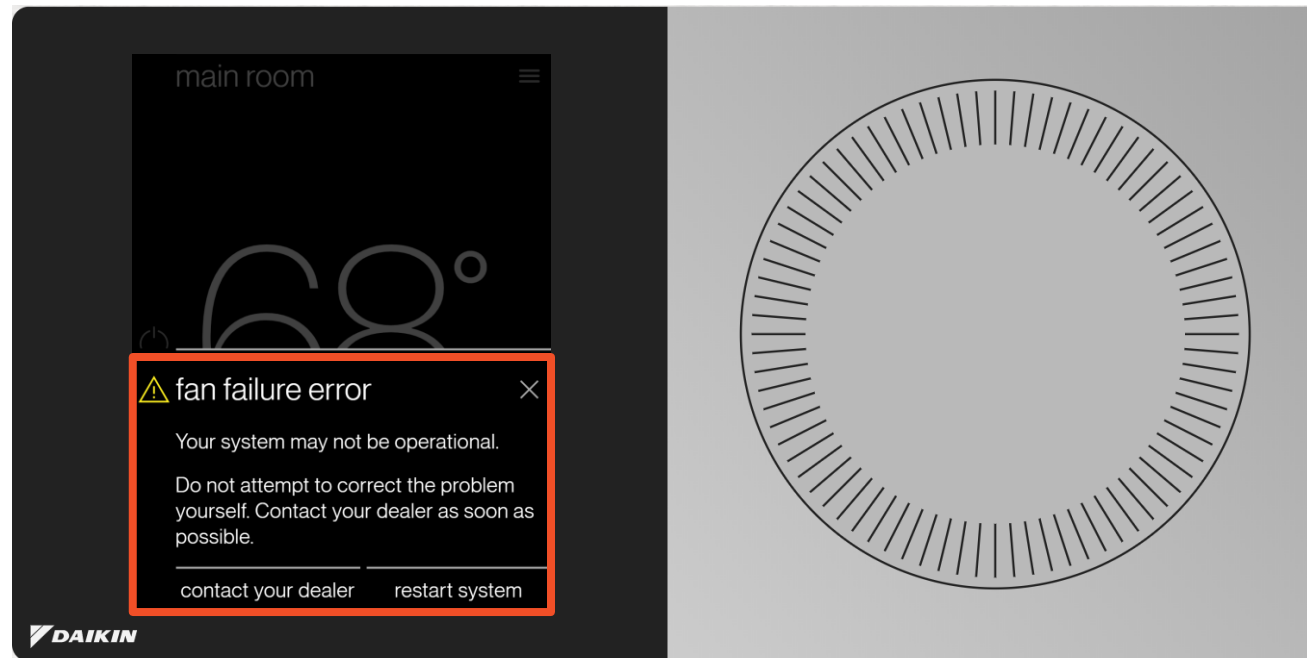 main room
68°
fan failure error
Your system may not be operational.
Do not attempt to correct the problem
yourself. Contact your dealer as soon as
possible.
contact your dealer restart system
DAIKIN